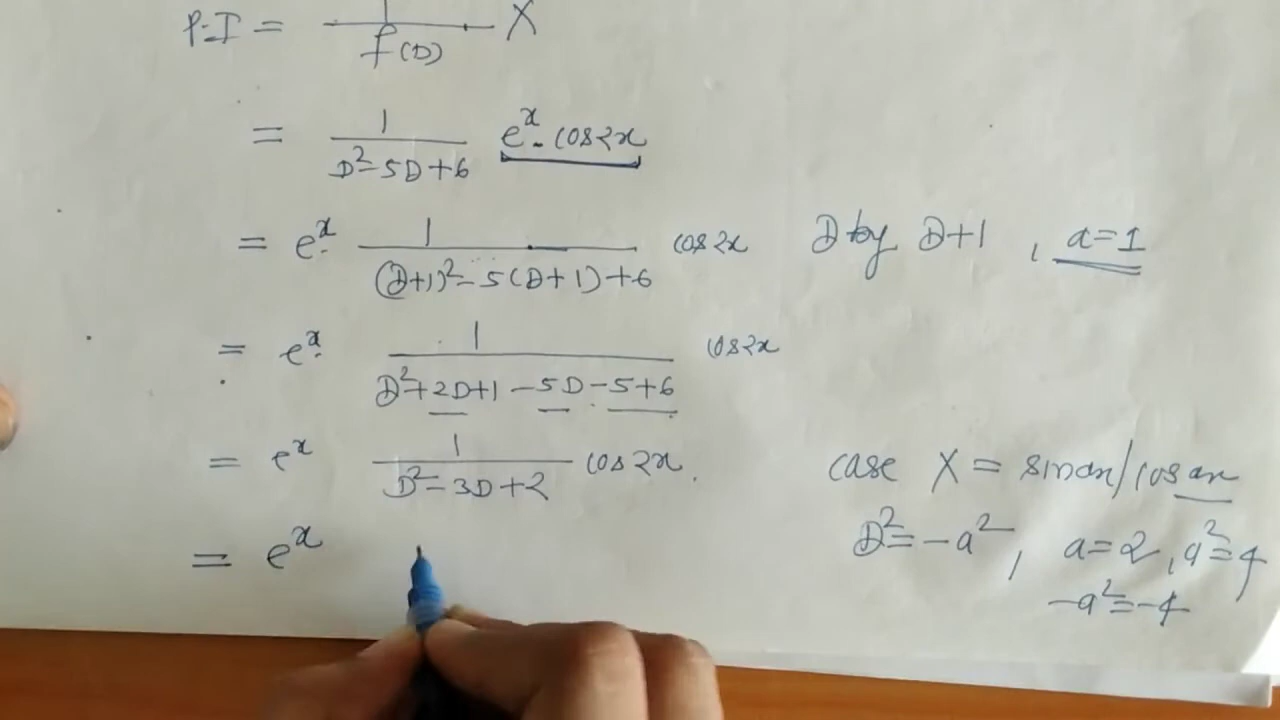 P.I = 1/f(D) X
= 1/(D²-5D+6) e^x . cos2x
= e^x . 1/((D+1)²-5(D+1)+6) cos2x D by D+1 , a=1
= e^x . 1/(D²+2D+1-5D-5+6) cos2x
= e^x 1/(D²-3D+2) cos2x . case X = sinax/cosax
= e^x D²=-a², a=2, a²=4
-a²=-4